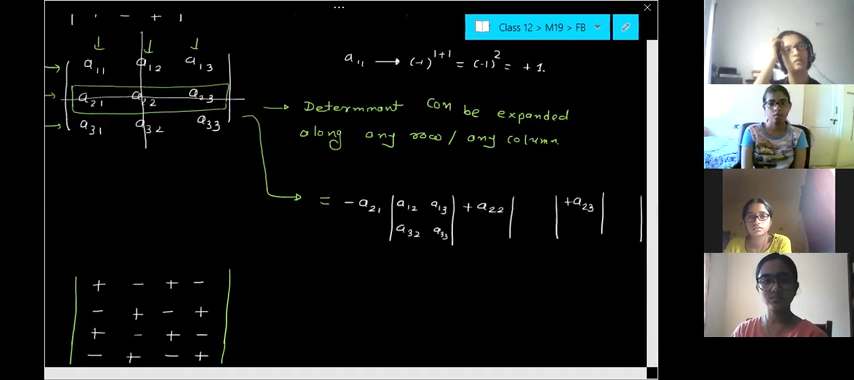 | + - + |
Class 12 > M19 > FB
a11 a12 a13
a21 a22 a23
a31 a32 a33
a11 → (-1)^1+1 = (-1)^2 = +1.
→ Determinant can be expanded
along any row / any column
= -a21 | a12 a13 | +a22 | | +a23 | |
a32 a33
+ - + -
- + - +
+ - + -
- + - +